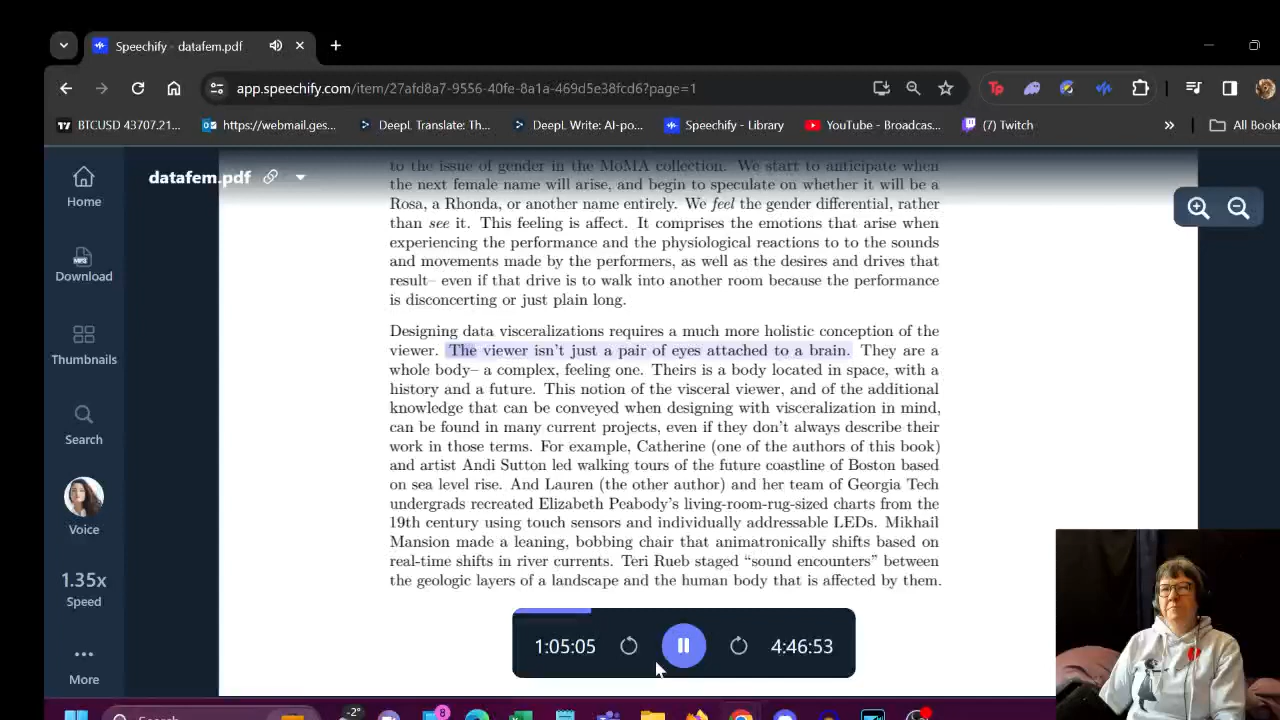 Speechify - datafem.pdf
app.speechify.com/item/27afd8a7-9556-40fe-8a1a-469d5e38fcd6?page=1
BTCUSD 43707.21...
https://webmail.ges...
DeepL Translate: Th...
DeepL Write: AI-po...
Speechify - Library
YouTube - Broadcas...
(7) Twitch
»
All Book
datafem.pdf
Home
Download
Thumbnails
Search
Voice
1.35x
Speed
More
to the issue of gender in the MoMA collection. We start to anticipate when
the next female name will arise, and begin to speculate on whether it will be a
Rosa, a Rhonda, or another name entirely. We feel the gender differential, rather
than see it. This feeling is affect. It comprises the emotions that arise when
experiencing the performance and the physiological reactions to to the sounds
and movements made by the performers, as well as the desires and drives that
result– even if that drive is to walk into another room because the performance
is disconcerting or just plain long.
Designing data visceralizations requires a much more holistic conception of the
viewer. The viewer isn't just a pair of eyes attached to a brain. They are a
whole body– a complex, feeling one. Theirs is a body located in space, with a
history and a future. This notion of the visceral viewer, and of the additional
knowledge that can be conveyed when designing with visceralization in mind,
can be found in many current projects, even if they don't always describe their
work in those terms. For example, Catherine (one of the authors of this book)
and artist Andi Sutton led walking tours of the future coastline of Boston based
on sea level rise. And Lauren (the other author) and her team of Georgia Tech
undergrads recreated Elizabeth Peabody's living-room-rug-sized charts from the
19th century using touch sensors and individually addressable LEDs. Mikhail
Mansion made a leaning, bobbing chair that animatronically shifts based on
real-time shifts in river currents. Teri Rueb staged “sound encounters” between
the geologic layers of a landscape and the human body that is affected by them.
1:05:05
4:46:53
Search
-2°
8